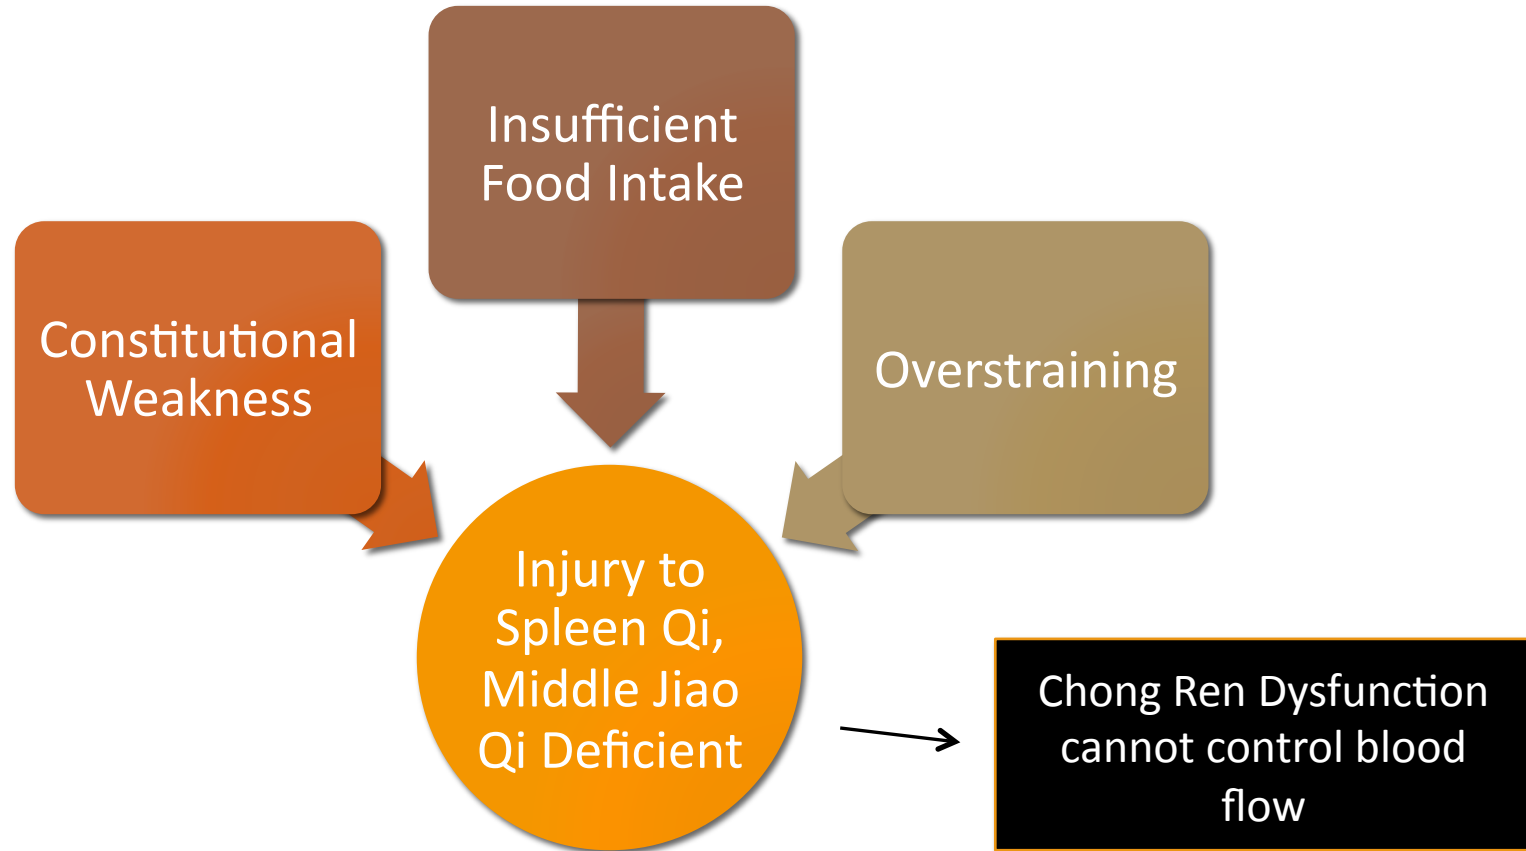 Insufficient
Food Intake
Constitutional
Weakness
Overstraining
Injury to
Spleen Qi,
Middle Jiao
Qi Deficient
Chong Ren Dysfunction
cannot control blood
flow